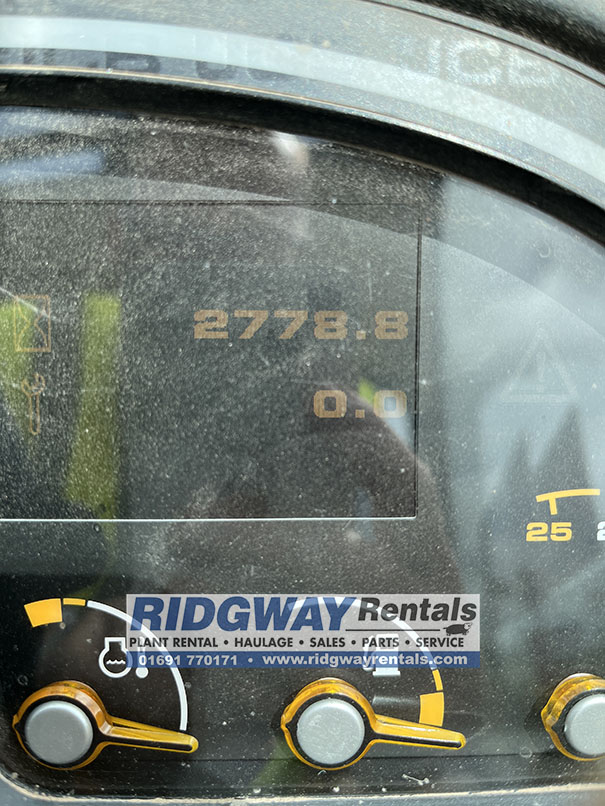 2778.8
0.0
25
RIDGWAY Rentals
PLANT RENTAL • HAULAGE • SALES • PARTS • SERVICE
01691 770171 • www.ridgwayrentals.com